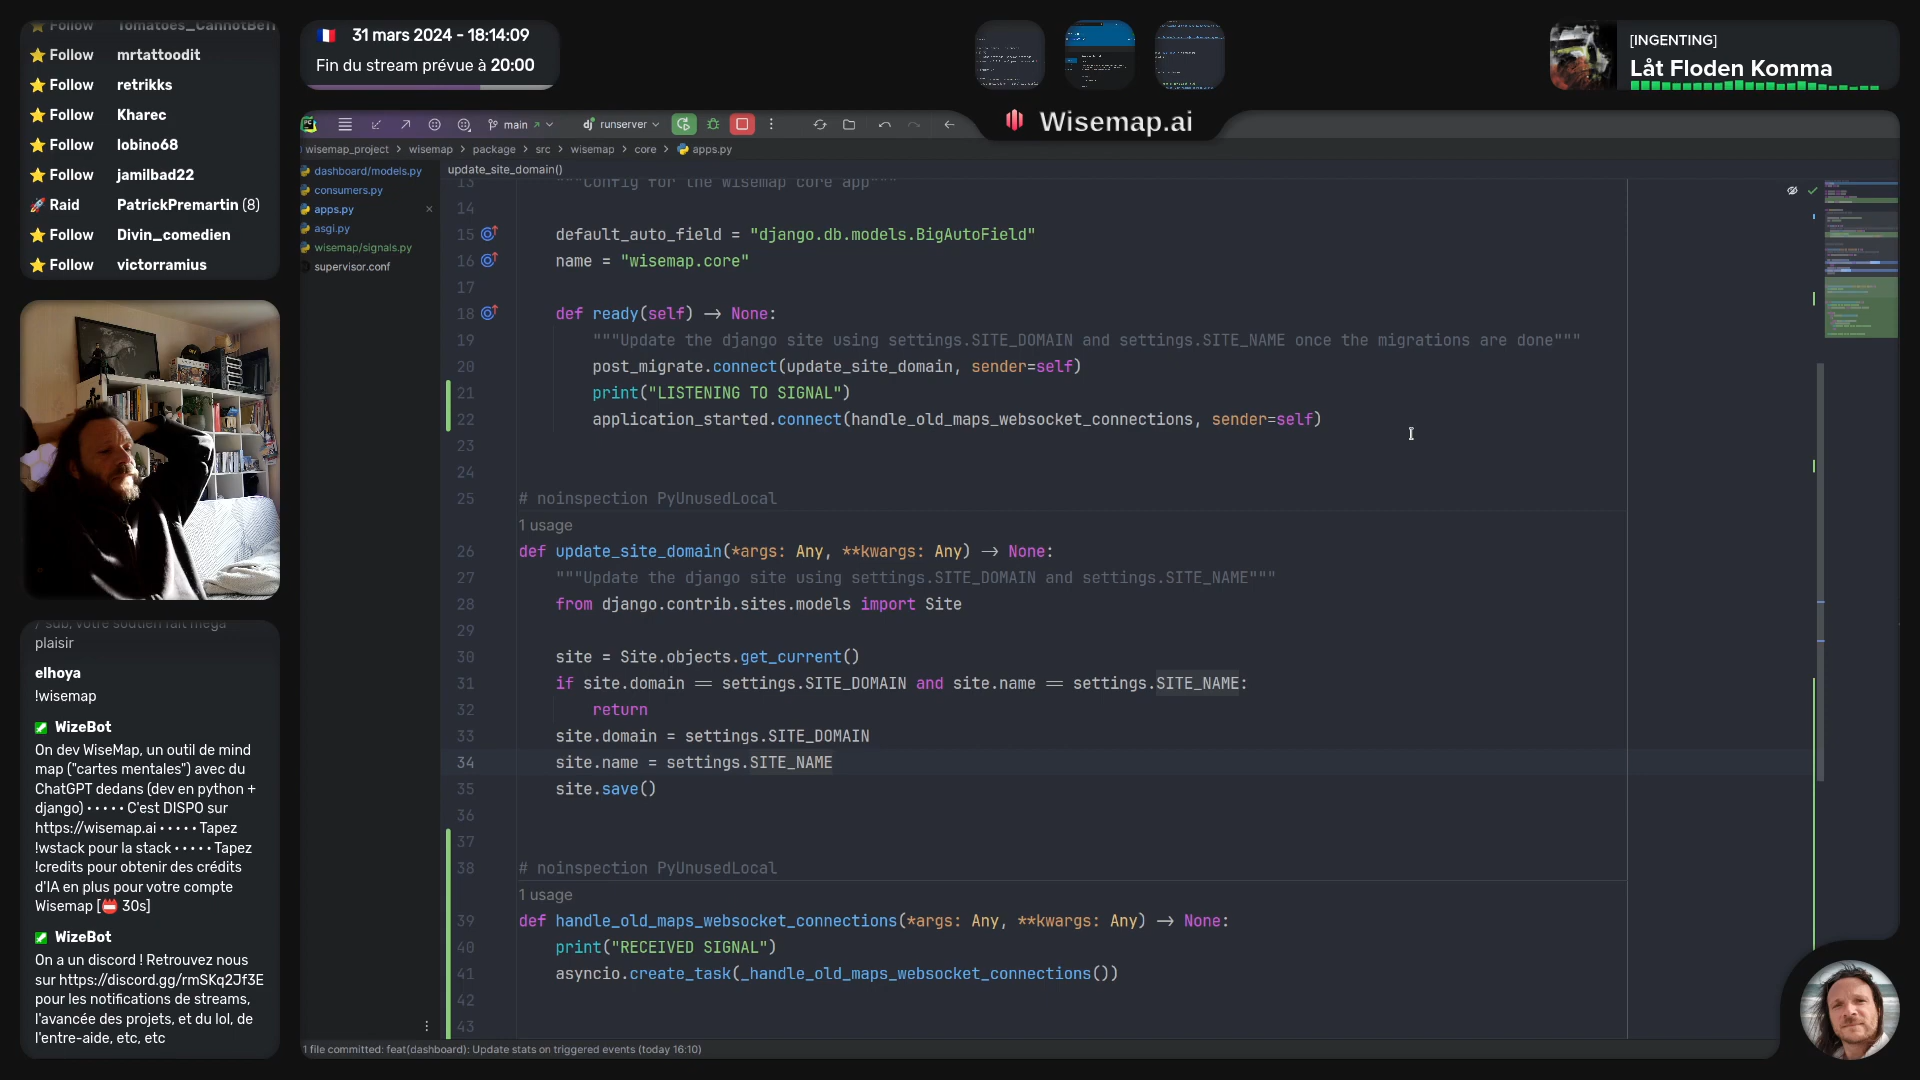 Follow Tomatoes_CannotBeTr
Follow mrtattoodit
Follow retrikks
Follow Kharec
Follow lobino68
Follow jamilbad22
Raid PatrickPremartin (8)
Follow Divin_comedien
Follow victorramius
/ sub, votre soutien fait méga
plaisir
elhoya
!wisemap
WizeBot
On dev WiseMap, un outil de mind
map ("cartes mentales") avec du
ChatGPT dedans (dev en python +
django) • • • • • C'est DISPO sur
https://wisemap.ai • • • • • Tapez
!wstack pour la stack • • • • • Tapez
!credits pour obtenir des crédits
d'IA en plus pour votre compte
Wisemap [📛 30s]
WizeBot
On a un discord ! Retrouvez nous
sur https://discord.gg/rmSKq2Jf3E
pour les notifications de streams,
l'avancée des projets, et du lol, de
l'entre-aide, etc, etc
31 mars 2024 - 18:14:09
Fin du stream prévue à 20:00
[INGENTING]
Låt Floden Komma
Wisemap.ai
main
dj runserver
wisemap_project > wisemap > package > src > wisemap > core > apps.py
dashboard/models.py
consumers.py
apps.py
asgi.py
wisemap/signals.py
supervisor.conf
update_site_domain()
13 """Config for the wisemap core app"""
14
15 default_auto_field = "django.db.models.BigAutoField"
16 name = "wisemap.core"
17
18 def ready(self) -> None:
19 """Update the django site using settings.SITE_DOMAIN and settings.SITE_NAME once the migrations are done"""
20 post_migrate.connect(update_site_domain, sender=self)
21 print("LISTENING TO SIGNAL")
22 application_started.connect(handle_old_maps_websocket_connections, sender=self)
23
24
25 # noinspection PyUnusedLocal
1 usage
26 def update_site_domain(*args: Any, **kwargs: Any) -> None:
27 """Update the django site using settings.SITE_DOMAIN and settings.SITE_NAME"""
28 from django.contrib.sites.models import Site
29
30 site = Site.objects.get_current()
31 if site.domain == settings.SITE_DOMAIN and site.name == settings.SITE_NAME:
32 return
33 site.domain = settings.SITE_DOMAIN
34 site.name = settings.SITE_NAME
35 site.save()
36
37
38 # noinspection PyUnusedLocal
1 usage
39 def handle_old_maps_websocket_connections(*args: Any, **kwargs: Any) -> None:
40 print("RECEIVED SIGNAL")
41 asyncio.create_task(_handle_old_maps_websocket_connections())
42
43
1 file committed: feat(dashboard): Update stats on triggered events (today 16:10)